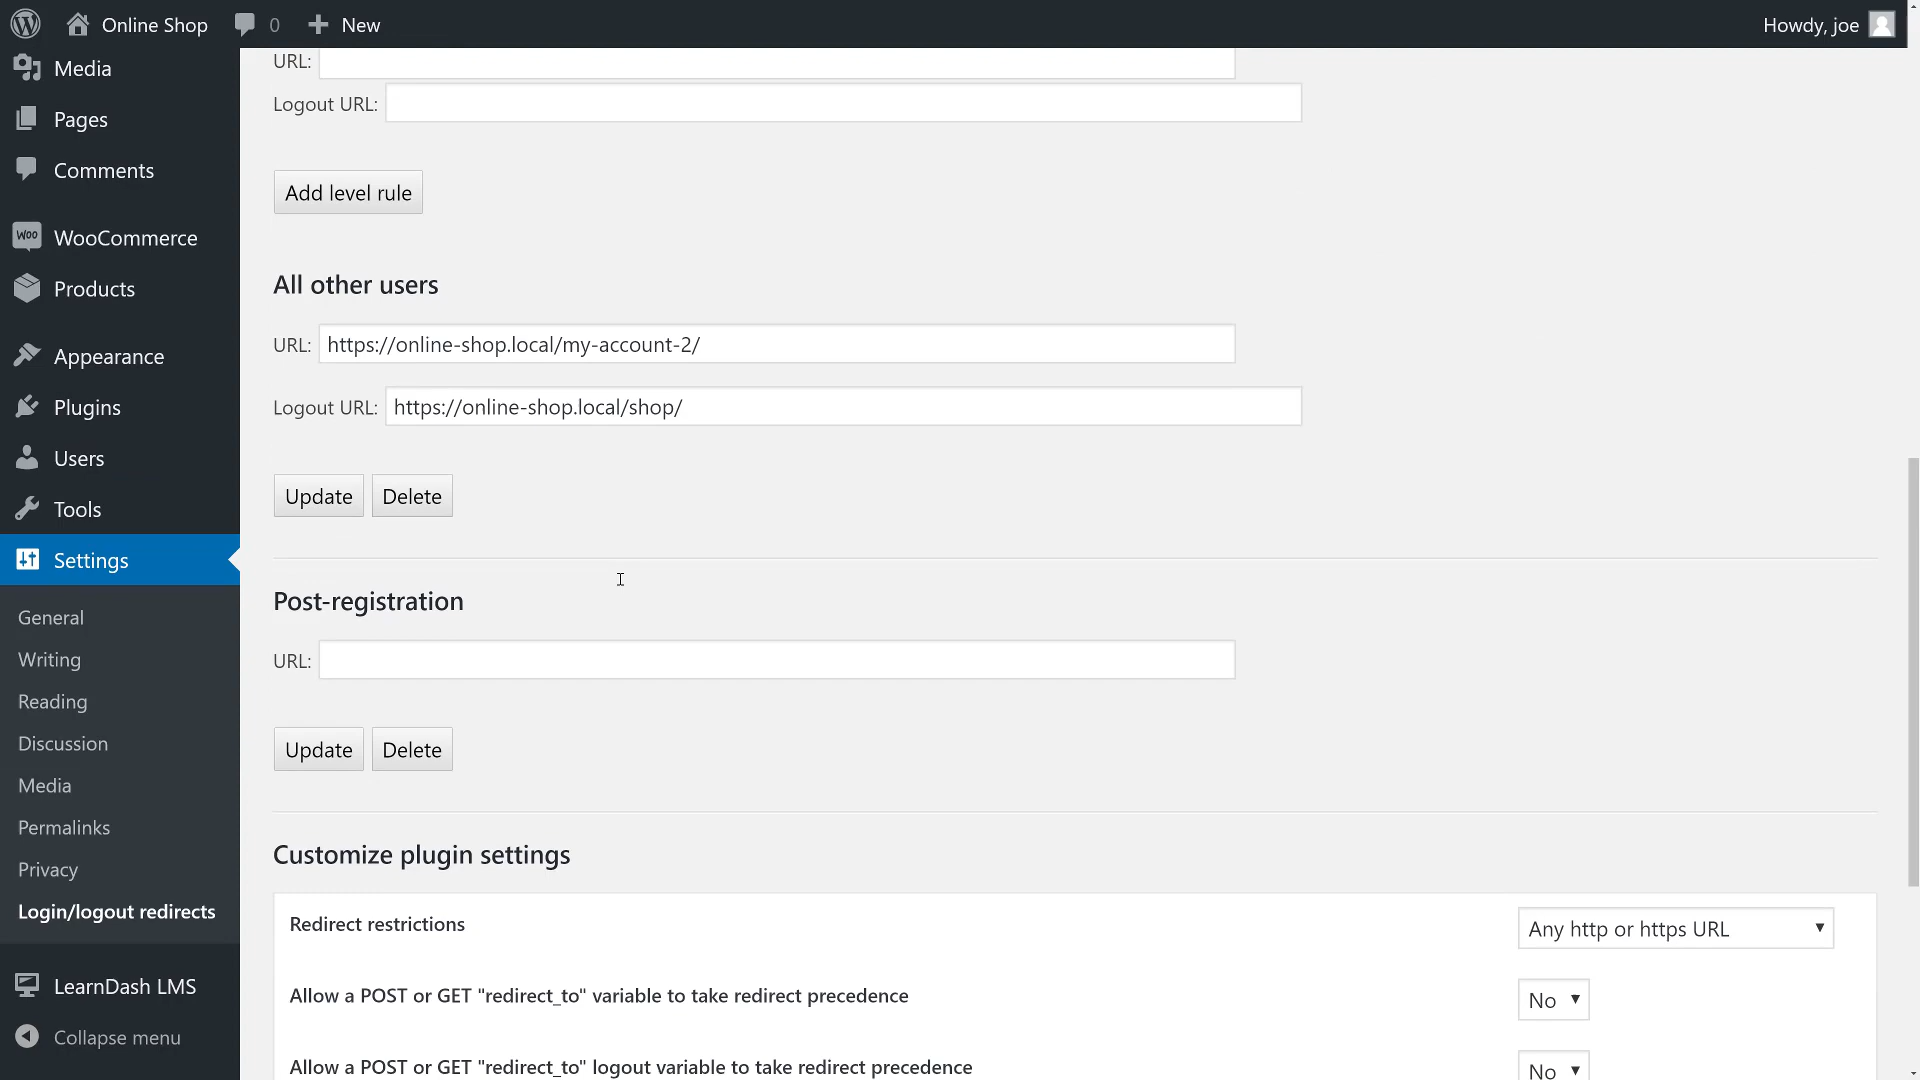 Online Shop
0
New
Howdy, joe
Media
Pages
Comments
Woo
WooCommerce
Products
Appearance
Plugins
Users
Tools
Settings
General
Writing
Reading
Discussion
Media
Permalinks
Privacy
Login/logout redirects
LearnDash LMS
Collapse menu
URL:
Logout URL:
Add level rule
All other users
URL: https://online-shop.local/my-account-2/
Logout URL: https://online-shop.local/shop/
Update Delete
Post-registration
URL:
Update Delete
Customize plugin settings
Redirect restrictions Any http or https URL
Allow a POST or GET "redirect_to" variable to take redirect precedence No
Allow a POST or GET "redirect_to" logout variable to take redirect precedence No